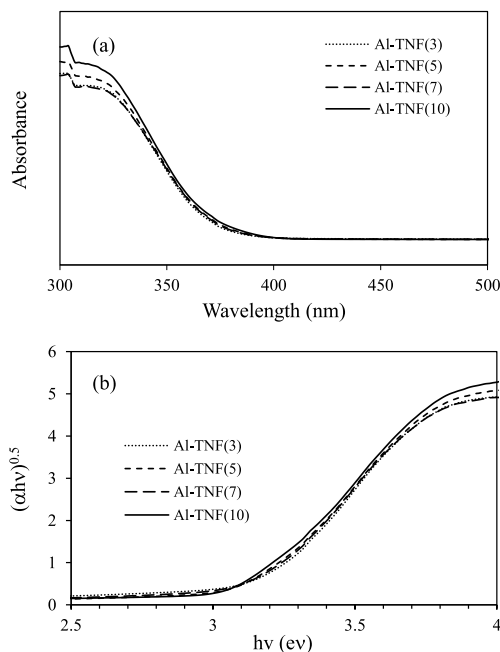 (a)
Al-TNF(3)
Al-TNF(5)
Al-TNF(7)
Al-TNF(10)
Absorbance
300 350 400 450 500
Wavelength (nm)
(b)
6
5
4
3
2
1
0
Al-TNF(3)
Al-TNF(5)
Al-TNF(7)
Al-TNF(10)
(αhν)0.5
2.5 3 3.5 4
hν (eν)